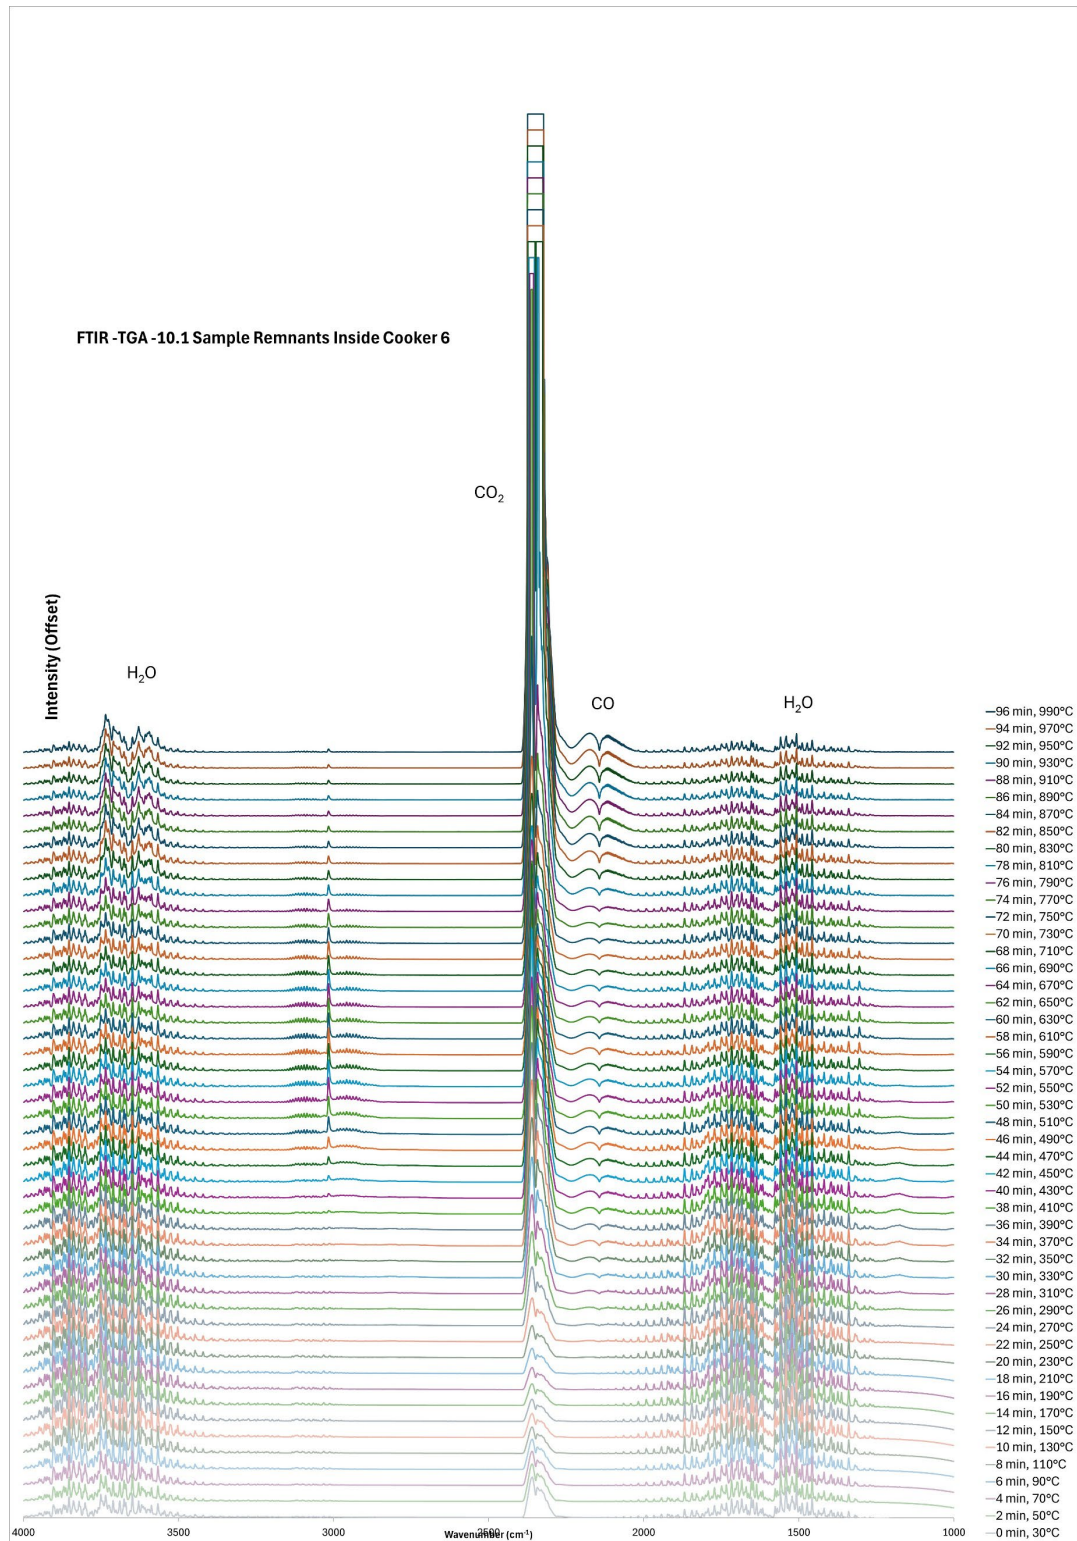 FTIR -TGA -10.1 Sample Remnants Inside Cooker 6
CO₂
Intensity (Offset)
H₂O
CO
H₂O
96 min, 990°C
94 min, 970°C
92 min, 950°C
90 min, 930°C
88 min, 910°C
86 min, 890°C
84 min, 870°C
82 min, 850°C
80 min, 830°C
78 min, 810°C
76 min, 790°C
74 min, 770°C
72 min, 750°C
70 min, 730°C
68 min, 710°C
66 min, 690°C
64 min, 670°C
62 min, 650°C
60 min, 630°C
58 min, 610°C
56 min, 590°C
54 min, 570°C
52 min, 550°C
50 min, 530°C
48 min, 510°C
46 min, 490°C
44 min, 470°C
42 min, 450°C
40 min, 430°C
38 min, 410°C
36 min, 390°C
34 min, 370°C
32 min, 350°C
30 min, 330°C
28 min, 310°C
26 min, 290°C
24 min, 270°C
22 min, 250°C
20 min, 230°C
18 min, 210°C
16 min, 190°C
14 min, 170°C
12 min, 150°C
10 min, 130°C
8 min, 110°C
6 min, 90°C
4 min, 70°C
2 min, 50°C
0 min, 30°C
4000 3500 3000 2500 2000 1500 1000
Wavenumber (cm⁻¹)